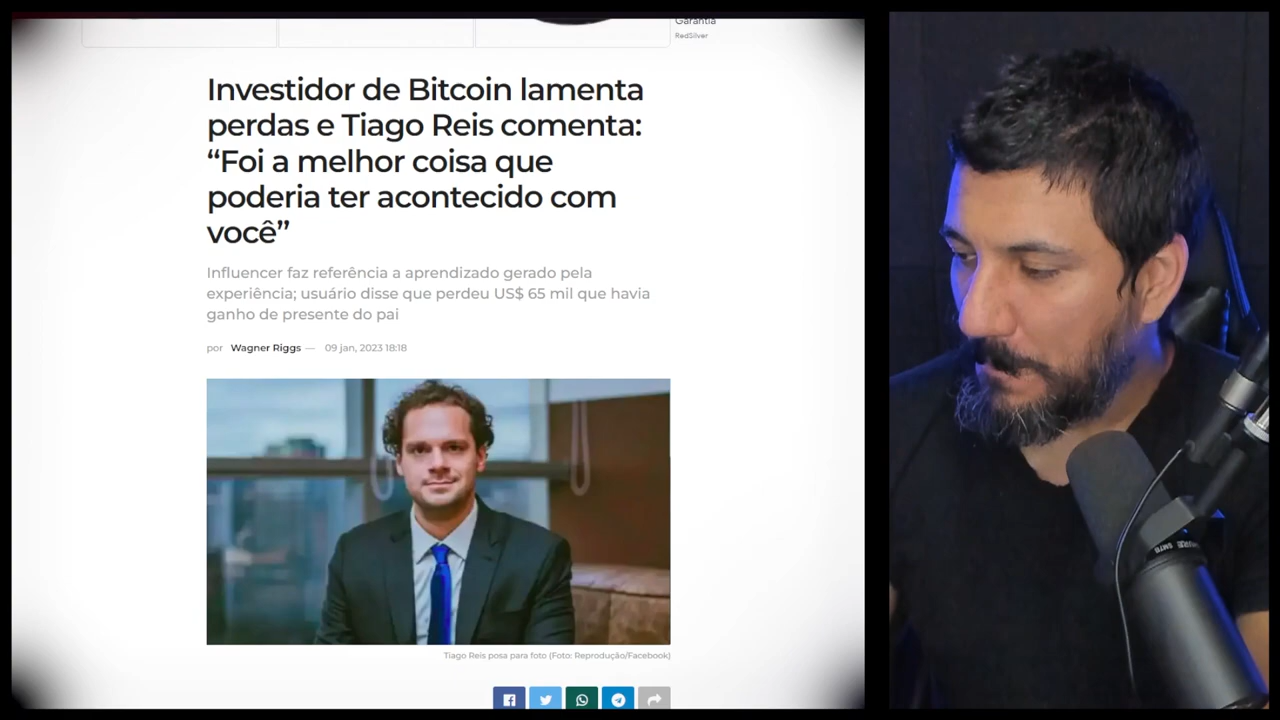 Garantia
RedSilver
Investidor de Bitcoin lamenta
perdas e Tiago Reis comenta:
“Foi a melhor coisa que
poderia ter acontecido com
você”
Influencer faz referência a aprendizado gerado pela
experiência; usuário disse que perdeu US$ 65 mil que havia
ganho de presente do pai
por Wagner Riggs — 09 jan, 2023 18:18
Tiago Reis posa para foto (Foto: Reprodução/Facebook)